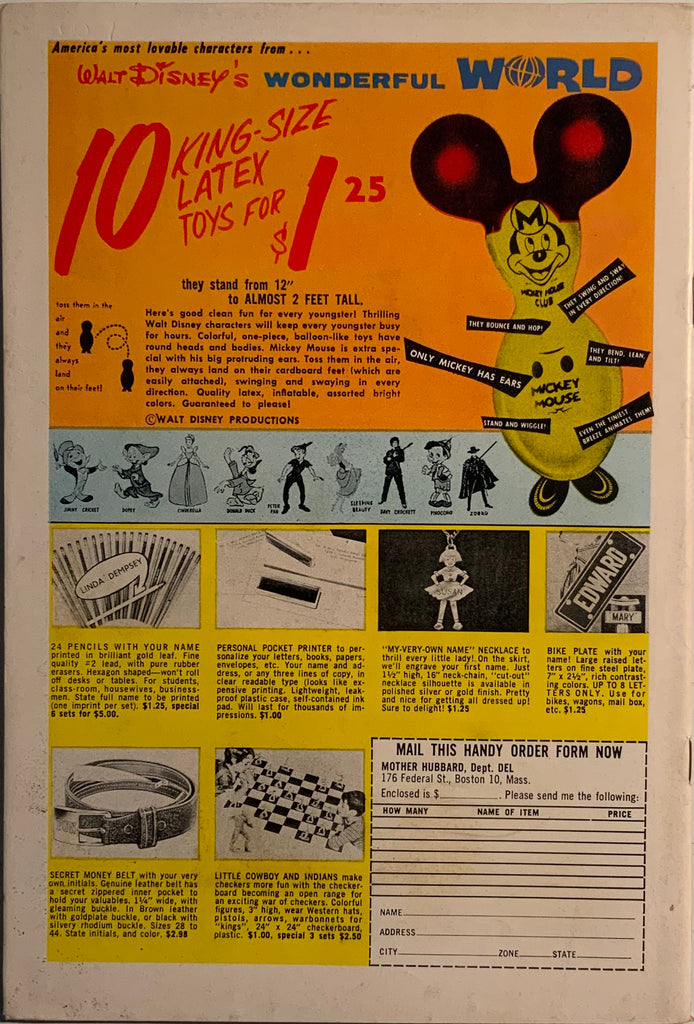 America's most lovable characters from...
WALT DISNEY'S WONDERFUL WORLD
10 KING-SIZE
LATEX
TOYS FOR
$1 25
they stand from 12"
to ALMOST 2 FEET TALL.
toss them in the
air
and
they
always
land
on their feet!
Here's good clean fun for every youngster! Thrilling
Walt Disney characters will keep every youngster busy
for hours. Colorful, one-piece, balloon-like toys have
round heads and bodies. Mickey Mouse is extra spe-
cial with his big protruding ears. Toss them in the air,
they always land on their cardboard feet (which are
easily attached), swinging and swaying in every
direction. Quality latex, inflatable, assorted bright
colors. Guaranteed to please!
©WALT DISNEY PRODUCTIONS
M
MICKEY MOUSE
CLUB
THEY SWING AND SWAY
IN EVERY DIRECTION!
THEY BOUNCE AND HOP!
THEY BEND, LEAN,
AND TILT!
ONLY MICKEY HAS EARS
MICKEY
MOUSE
STAND AND WIGGLE!
EVEN THE TINIEST
BREEZE ANIMATES THEM!
JIMINY CRICKET
DOPEY
CINDERELLA
DONALD DUCK
PETER
PAN
SLEEPING
BEAUTY
DAVY CROCKETT
PINOCCHIO
ZORRO
LINDA DEMPSEY
SUSAN
EDWARD
MARY
24 PENCILS WITH YOUR NAME
printed in brilliant gold leaf. Fine
quality #2 lead, with pure rubber
erasers. Hexagon shaped—won't roll
off desks or tables. For students,
class-room, housewives, business-
men. State full name to be printed
(one imprint per set). $1.25, special
6 sets for $5.00.
PERSONAL POCKET PRINTER to per-
sonalize your letters, books, papers,
envelopes, etc. Your name and ad-
dress, or any three lines of copy, in
clear readable type (looks like ex-
pensive printing. Lightweight, leak-
proof plastic case, self-contained ink
pad. Will last for thousands of im-
pressions. $1.00
"MY-VERY-OWN NAME" NECKLACE to
thrill every little lady! On the skirt,
we'll engrave your first name. Just
1½" high, 16" neck-chain, "cut-out"
necklace silhouette is available in
polished silver or gold finish. Pretty
and nice for getting all dressed up!
Sure to delight! $1.25
BIKE PLATE with your
name! Large raised let-
ters on fine steel plate,
7" x 2½", rich contrast-
ing colors. UP TO 8 LET-
TERS ONLY. Use for
bikes, wagons, mail box,
etc. $1.25
SECRET MONEY BELT with your very
own initials. Genuine leather belt has
a secret zippered inner pocket to
hold your valuables. 1¼" wide, with
gleaming buckle. In Brown leather
with goldplate buckle, or black with
silvery rhodium buckle. Sizes 28 to
44. State initials, and color. $2.98
LITTLE COWBOY AND INDIANS make
checkers more fun with the checker-
board becoming an open range for
an exciting war of checkers. Colorful
figures, 3" high, wear Western hats,
pistols, arrows, warbonnets for
"kings", 24" x 24" checkerboard,
plastic. $1.00, special 3 sets $2.50
MAIL THIS HANDY ORDER FORM NOW
MOTHER HUBBARD, Dept. DEL
176 Federal St., Boston 10, Mass.
Enclosed is $ . Please send me the following:
HOW MANY NAME OF ITEM PRICE
NAME
ADDRESS
CITY ZONE STATE